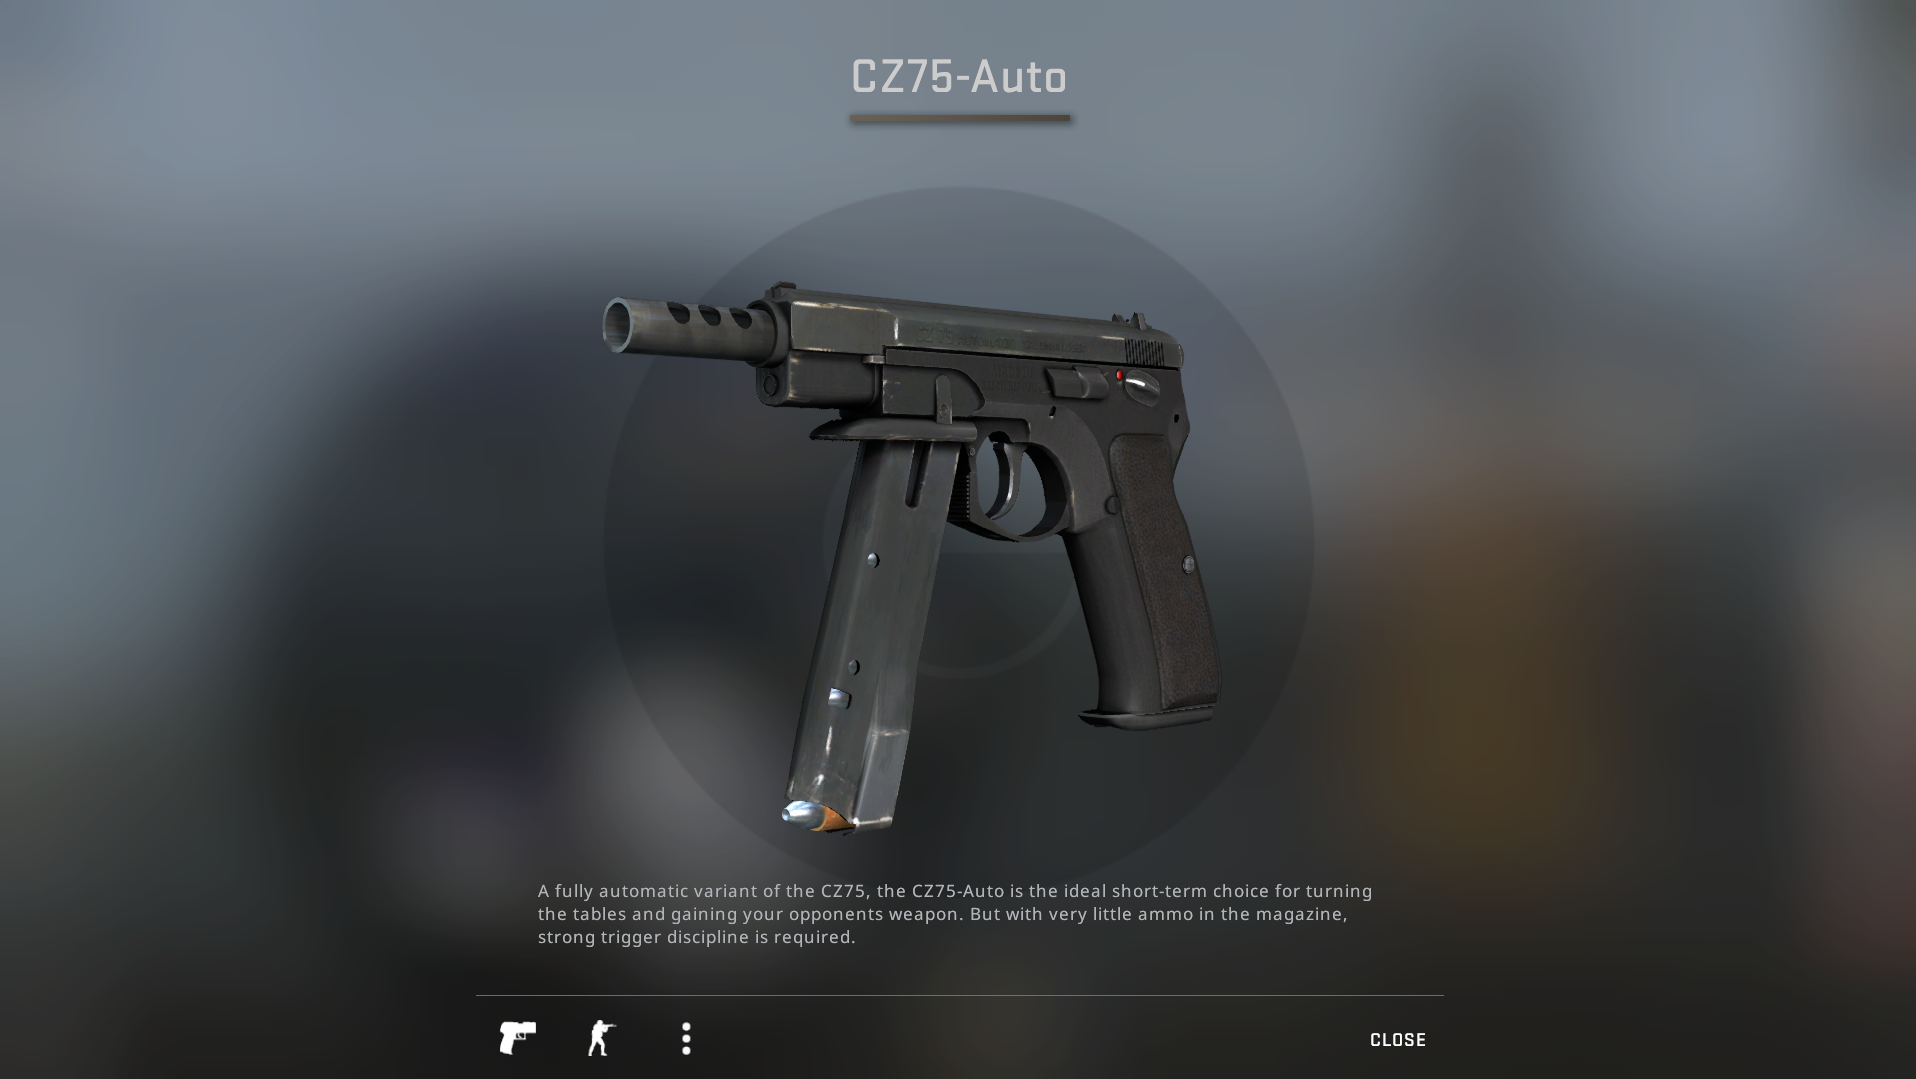 CZ75-Auto
CZ 75
A fully automatic variant of the CZ75, the CZ75-Auto is the ideal short-term choice for turning
the tables and gaining your opponents weapon. But with very little ammo in the magazine,
strong trigger discipline is required.
CLOSE